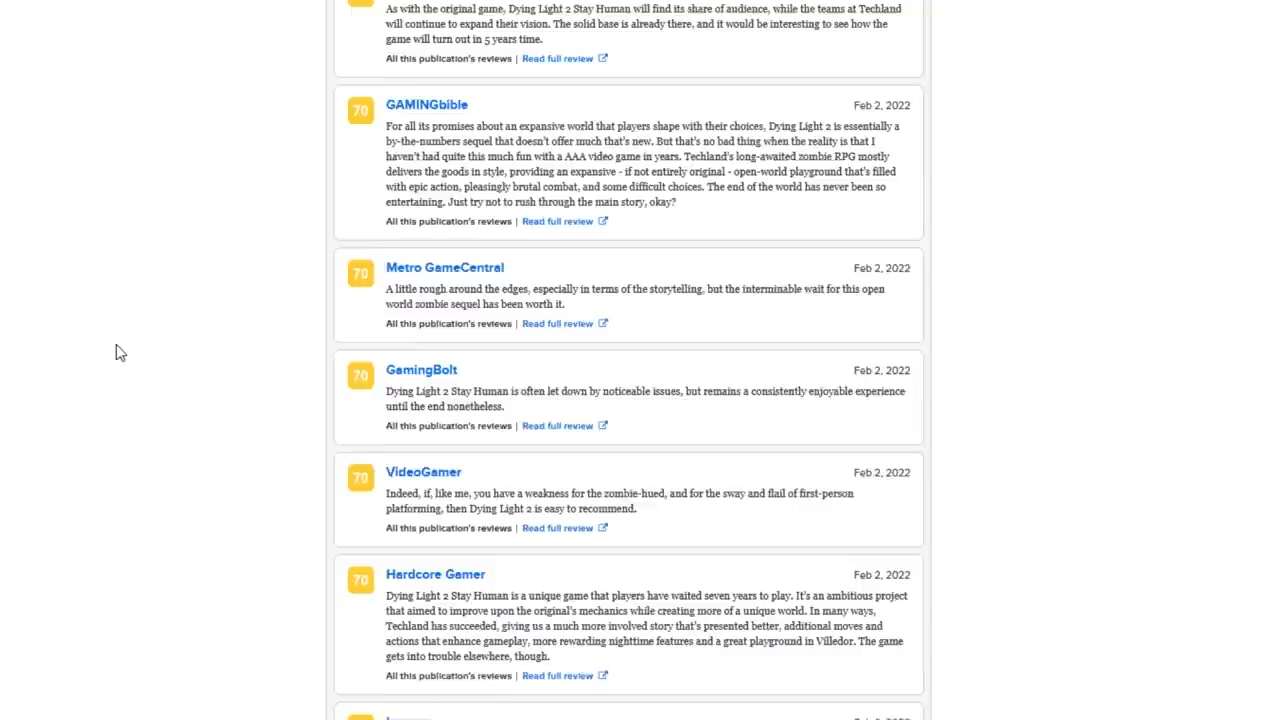 As with the original game, Dying Light 2 Stay Human will find its share of audience, while the teams at Techland
will continue to expand their vision. The solid base is already there, and it would be interesting to see how the
game will turn out in 5 years time.
All this publication's reviews | Read full review
70 GAMINGbible Feb 2, 2022
For all its promises about an expansive world that players shape with their choices, Dying Light 2 is essentially a
by-the-numbers sequel that doesn't offer much that's new. But that's no bad thing when the reality is that I
haven't had quite this much fun with a AAA video game in years. Techland's long-awaited zombie RPG mostly
delivers the goods in style, providing an expansive - if not entirely original - open-world playground that's filled
with epic action, pleasingly brutal combat, and some difficult choices. The end of the world has never been so
entertaining. Just try not to rush through the main story, okay?
All this publication's reviews | Read full review
70 Metro GameCentral Feb 2, 2022
A little rough around the edges, especially in terms of the storytelling, but the interminable wait for this open
world zombie sequel has been worth it.
All this publication's reviews | Read full review
70 GamingBolt Feb 2, 2022
Dying Light 2 Stay Human is often let down by noticeable issues, but remains a consistently enjoyable experience
until the end nonetheless.
All this publication's reviews | Read full review
70 VideoGamer Feb 2, 2022
Indeed, if, like me, you have a weakness for the zombie-hued, and for the sway and flail of first-person
platforming, then Dying Light 2 is easy to recommend.
All this publication's reviews | Read full review
70 Hardcore Gamer Feb 2, 2022
Dying Light 2 Stay Human is a unique game that players have waited seven years to play. It's an ambitious project
that aimed to improve upon the original's mechanics while creating more of a unique world. In many ways,
Techland has succeeded, giving us a much more involved story that's presented better, additional moves and
actions that enhance gameplay, more rewarding nighttime features and a great playground in Villedor. The game
gets into trouble elsewhere, though.
All this publication's reviews | Read full review